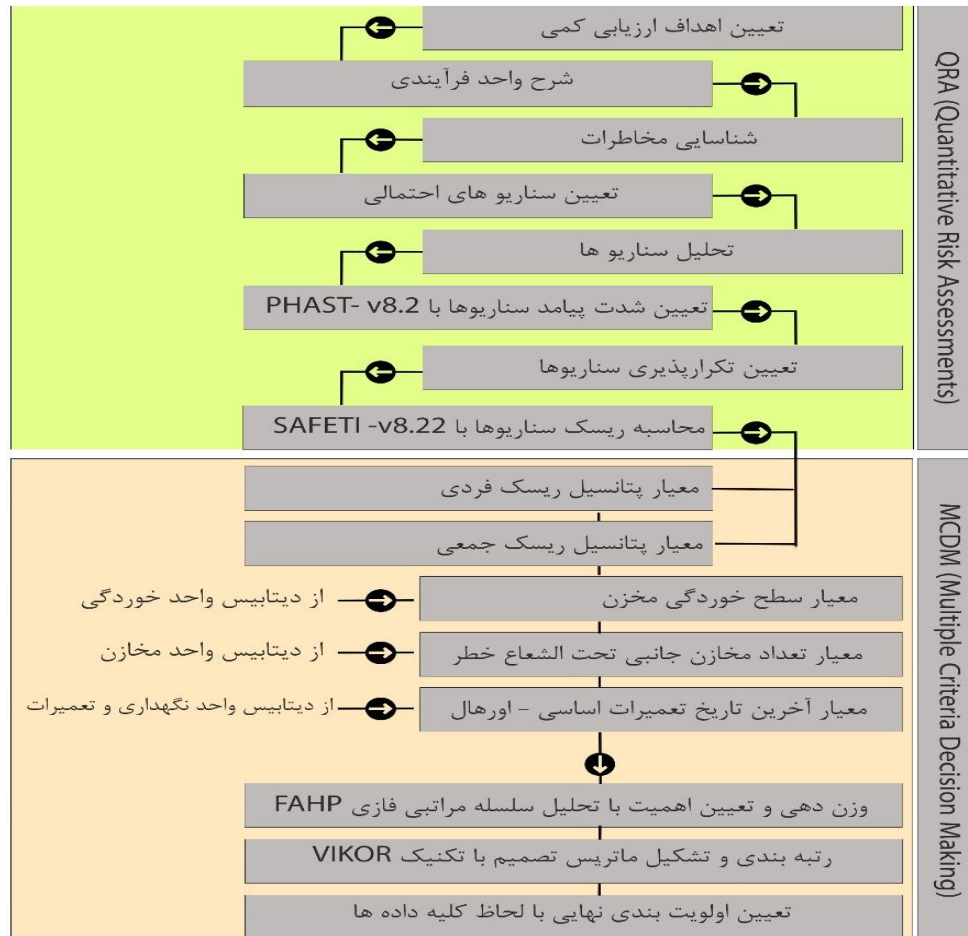 QRA (Quantitative Risk Assessments)
تعیین اهداف ارزیابی کمی
شرح واحد فرآیندی
شناسایی مخاطرات
تعیین سناریو های احتمالی
تحلیل سناریو ها
تعیین شدت پیامد سناریوها با PHAST- v8.2
تعیین تکرارپذیری سناریوها
محاسبه ریسک سناریوها با SAFETI -v8.22
MCDM (Multiple Criteria Decision Making)
معیار پتانسیل ریسک فردی
معیار پتانسیل ریسک جمعی
معیار سطح خوردگی مخزن
از دیتابیس واحد خوردگی
معیار تعداد مخازن جانبی تحت الشعاع خطر
از دیتابیس واحد مخازن
معیار آخرین تاریخ تعمیرات اساسی - اورهال
از دیتابیس واحد نگهداری و تعمیرات
وزن دهی و تعیین اهمیت با تحلیل سلسله مراتبی فازی FAHP
رتبه بندی و تشکیل ماتریس تصمیم با تکنیک VIKOR
تعیین اولویت بندی نهایی با لحاظ کلیه داده ها